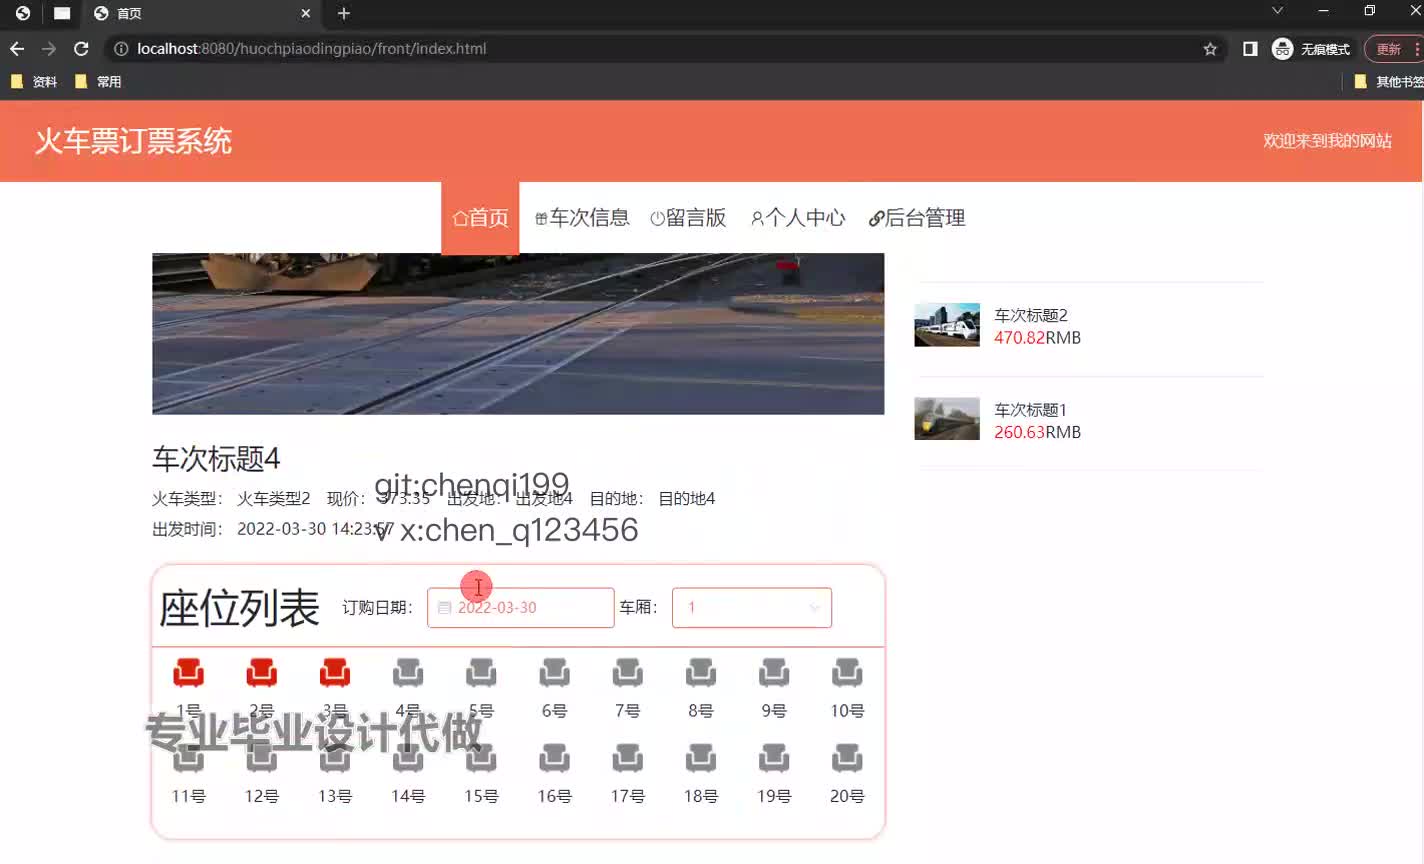 首页
localhost:8080/huochpiaodingpiao/front/index.html
无痕模式
更新
资料
常用
其他书签
火车票订票系统
欢迎来到我的网站
首页
车次信息
留言版
个人中心
后台管理
车次标题2
470.82RMB
车次标题1
260.63RMB
车次标题4
git:chenqi199
火车类型： 火车类型2 现价： 373.35 出发地： 出发地4 目的地： 目的地4
出发时间： 2022-03-30 14:23:57
v x:chen_q123456
座位列表 订购日期： 2022-03-30 车厢： 1
1号 2号 3号 4号 5号 6号 7号 8号 9号 10号
专业毕业设计代做
11号 12号 13号 14号 15号 16号 17号 18号 19号 20号